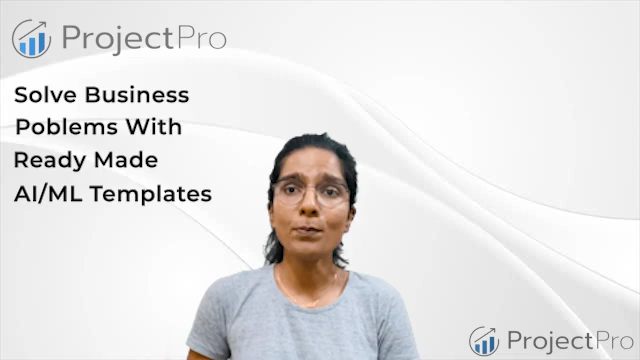 ProjectPro
Solve Business
Poblems With
Ready Made
AI/ML Templates
ProjectPro